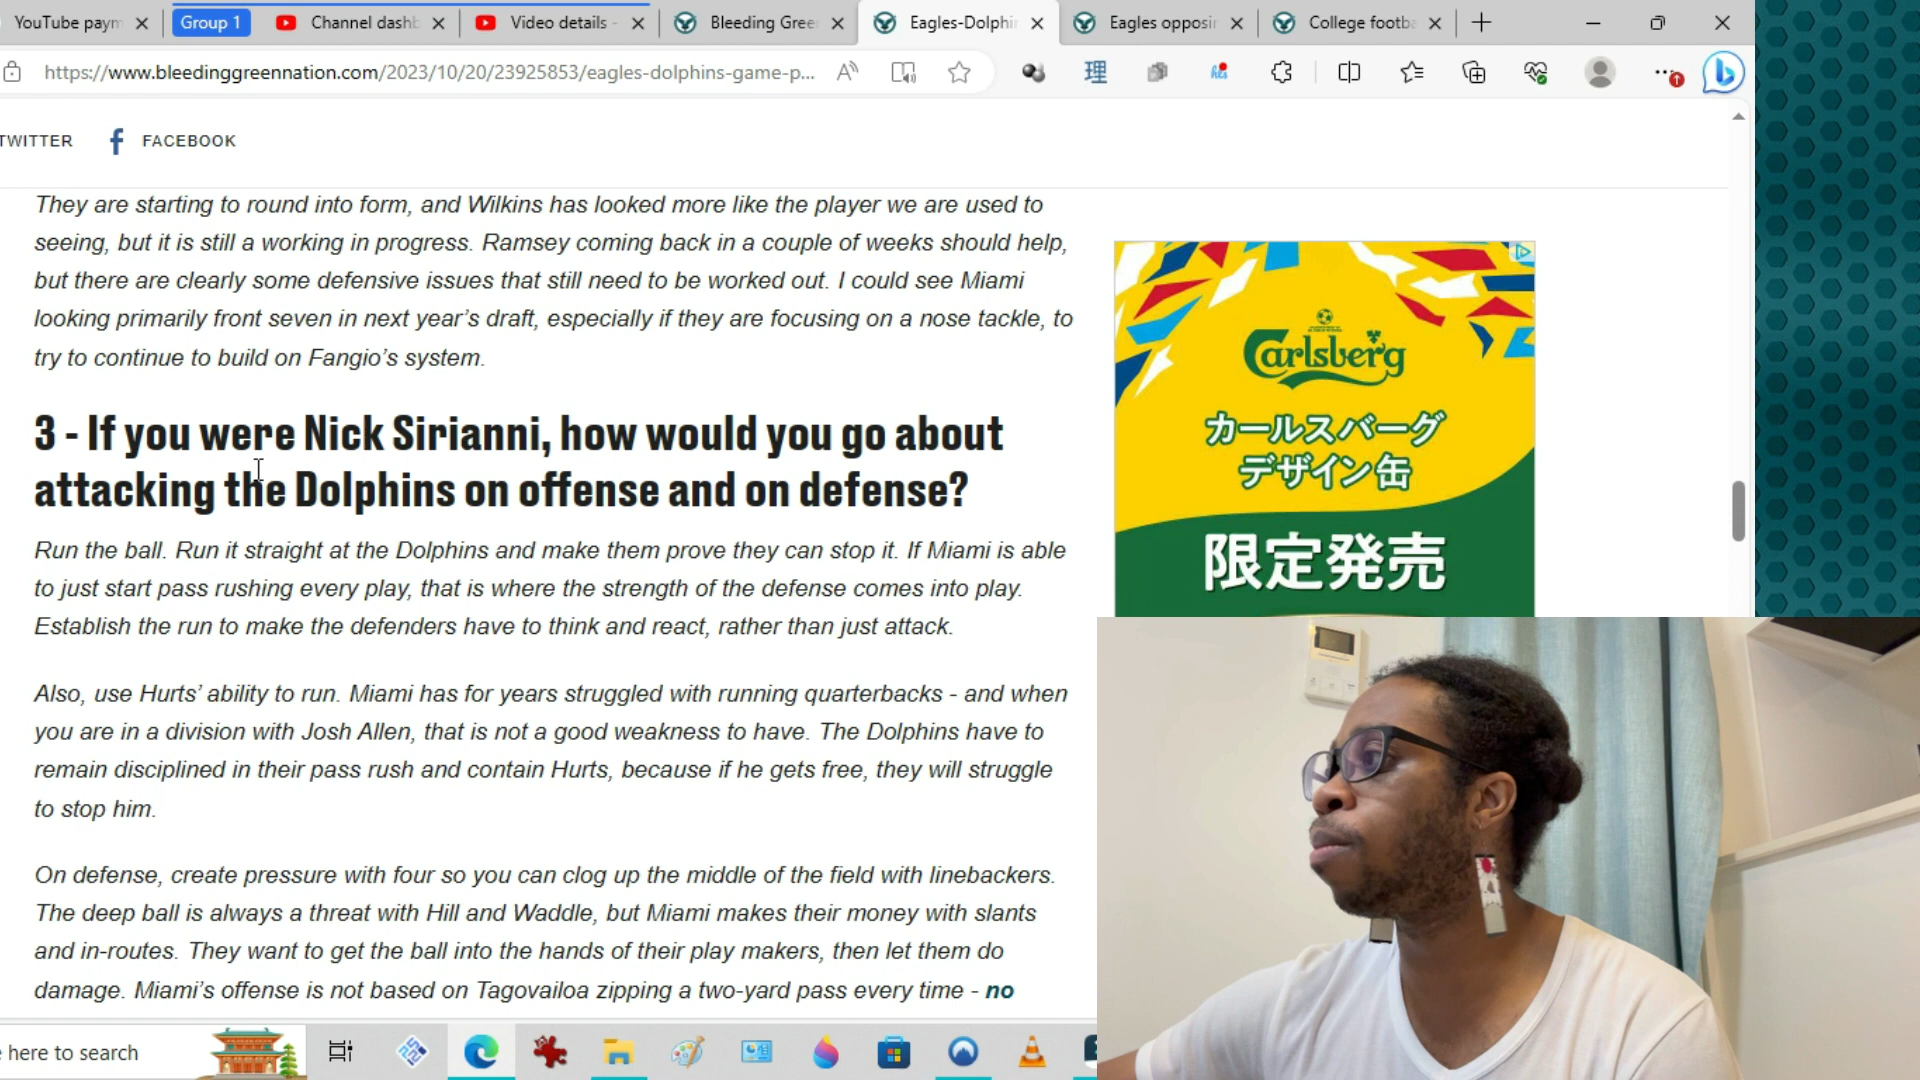 YouTube paym
Group 1
Channel dashb
Video details -
Bleeding Gree
Eagles-Dolphi
Eagles opposi
College footba
https://www.bleedinggreennation.com/2023/10/20/23925853/eagles-dolphins-game-p...
理
hls
TWITTER
FACEBOOK
They are starting to round into form, and Wilkins has looked more like the player we are used to
seeing, but it is still a working in progress. Ramsey coming back in a couple of weeks should help,
but there are clearly some defensive issues that still need to be worked out. I could see Miami
looking primarily front seven in next year's draft, especially if they are focusing on a nose tackle, to
try to continue to build on Fangio's system.
3 - If you were Nick Sirianni, how would you go about
attacking the Dolphins on offense and on defense?
Run the ball. Run it straight at the Dolphins and make them prove they can stop it. If Miami is able
to just start pass rushing every play, that is where the strength of the defense comes into play.
Establish the run to make the defenders have to think and react, rather than just attack.
Also, use Hurts' ability to run. Miami has for years struggled with running quarterbacks - and when
you are in a division with Josh Allen, that is not a good weakness to have. The Dolphins have to
remain disciplined in their pass rush and contain Hurts, because if he gets free, they will struggle
to stop him.
On defense, create pressure with four so you can clog up the middle of the field with linebackers.
The deep ball is always a threat with Hill and Waddle, but Miami makes their money with slants
and in-routes. They want to get the ball into the hands of their play makers, then let them do
damage. Miami's offense is not based on Tagovailoa zipping a two-yard pass every time - no
Carlsberg
カールスバーグ
デザイン缶
限定発売
e here to search